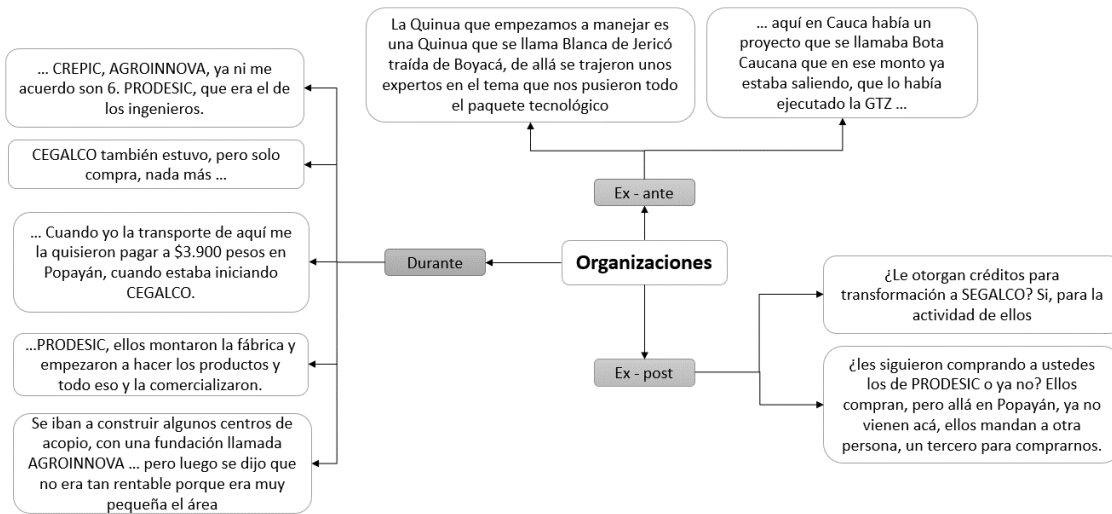 La Quinua que empezamos a manejar es
una Quinua que se llama Blanca de Jericó
traída de Boyacá, de allá se trajeron unos
expertos en el tema que nos pusieron todo
el paquete tecnológico
… aquí en Cauca había un
proyecto que se llamaba Bota
Caucana que en ese monto ya
estaba saliendo, que lo había
ejecutado la GTZ …
… CREPIC, AGROINNOVA, ya ni me
acuerdo son 6. PRODESIC, que era el de
los ingenieros.
CEGALCO también estuvo, pero solo
compra, nada más …
Ex - ante
… Cuando yo la transporte de aquí me
la quisieron pagar a $3.900 pesos en
Popayán, cuando estaba iniciando
CEGALCO.
Durante
Organizaciones
¿Le otorgan créditos para
transformación a SEGALCO? Si, para la
actividad de ellos
…PRODESIC, ellos montaron la fábrica y
empezaron a hacer los productos y
todo eso y la comercializaron.
Ex - post
¿les siguieron comprando a ustedes
los de PRODESIC o ya no? Ellos
compran, pero allá en Popayán, ya no
vienen acá, ellos mandan a otra
persona, un tercero para comprarnos.
Se iban a construir algunos centros de
acopio, con una fundación llamada
AGROINNOVA … pero luego se dijo que
no era tan rentable porque era muy
pequeña el área